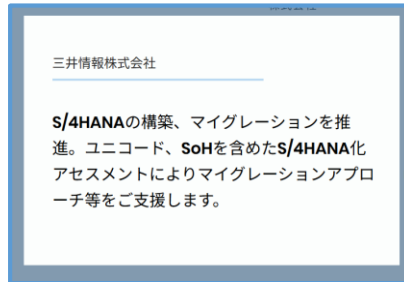 三井情報株式会社
S/4HANAの構築、マイグレーションを推
進。ユニコード、SoHを含めたS/4HANA化
アセスメントによりマイグレーションアプロ
ーチ等をご支援します。